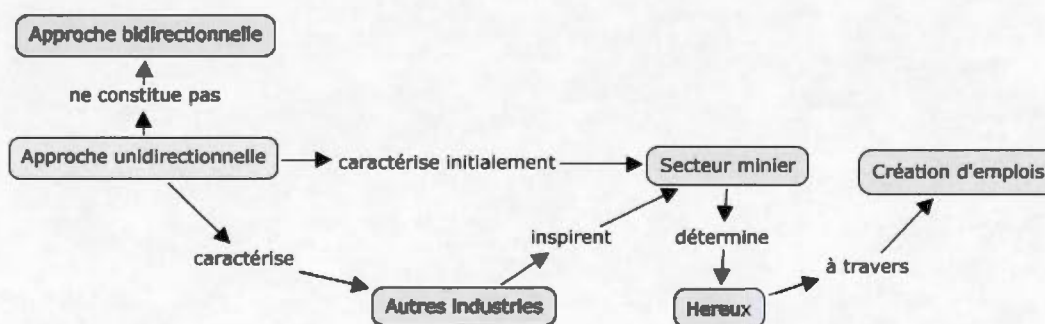 Approche bidirectionnelle
ne constitue pas
Approche unidirectionnelle
caractérise initialement
Secteur minier
Création d'emplois
inspirent
détermine
caractérise
à travers
Autres industries
Hereux